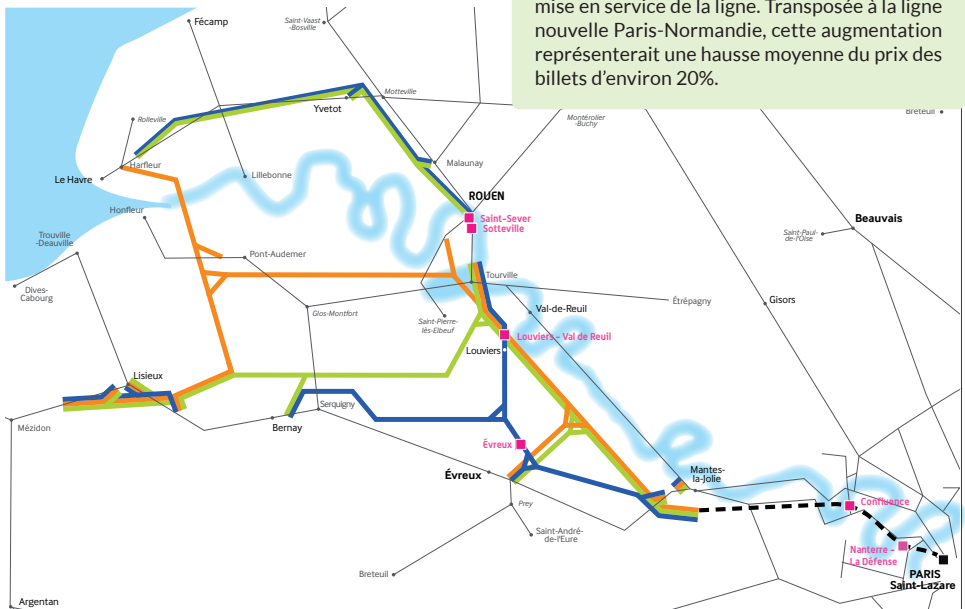 mise en service de la ligne. Transposée à la ligne
nouvelle Paris-Normandie, cette augmentation
représenterait une hausse moyenne du prix des
billets d’environ 20%.
Fécamp
Saint-Vaast
-Bosville
Motteville
Yvetot
Montérolier
-Buchy
Breteuil
Rolleville
Harfleur
Malaunay
Le Havre
Lillebonne
ROUEN
Honfleur
Saint-Sever
Sotteville
Beauvais
Trouville
-Deauville
Saint-Paul-
de-l'Oise
Pont-Audemer
Tourville
Dives-
Cabourg
Étrépagny
Gisors
Glos-Montfort
Saint-Pierre-
lès-Elbeuf
Val-de-Reuil
Louviers - Val de Reuil
Louviers
Lisieux
Serquigny
Mézidon
Bernay
Évreux
Évreux
Mantes-
la-Jolie
Prey
Confluence
Saint-André-
de-l'Eure
Nanterre -
La Défense
Breteuil
PARIS
Saint-Lazare
Argentan